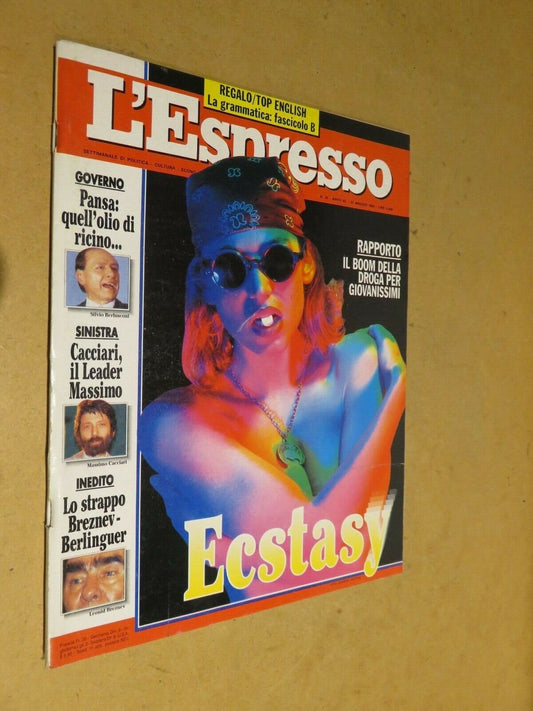 REGALO/TOP ENGLISH
La grammatica: fascicolo 8
L'Espresso
SETTIMANALE DI POLITICA - CULTURA - ECONO
GOVERNO
Pansa:
quell'olio di
ricino...
Silvio Berlusconi
SINISTRA
Cacciari,
il Leader
Massimo
Massimo Cacciari
INEDITO
Lo strappo
Breznev-
Berlinguer
Leonid Breznev
RAPPORTO
IL BOOM DELLA
DROGA PER
GIOVANISSIMI
Ecstasy